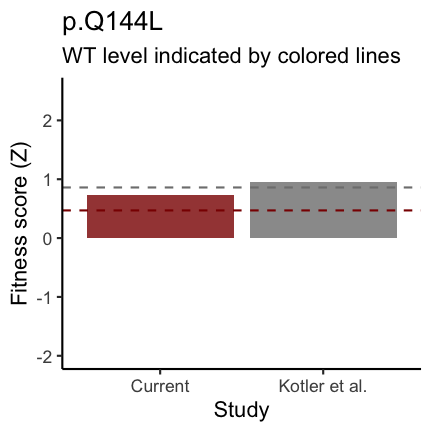 p.Q144L
WT level indicated by colored lines
Fitness score (Z)
2
1
0
-1
-2
Current
Kotler et al.
Study